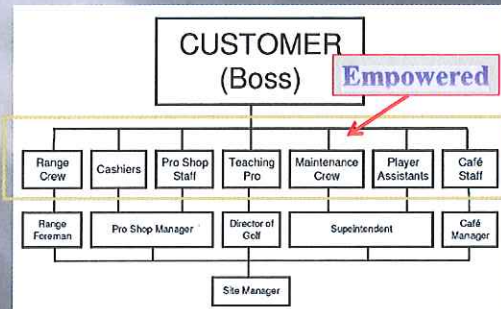 CUSTOMER
(Boss)
Empowered
Range
Crew
Cashiers
Pro Shop
Staff
Teaching
Pro
Maintenance
Crew
Player
Assistants
Café
Staff
Range
Foreman
Pro Shop Manager
Director of
Golf
Supeintendent
Café
Manager
Site Manager